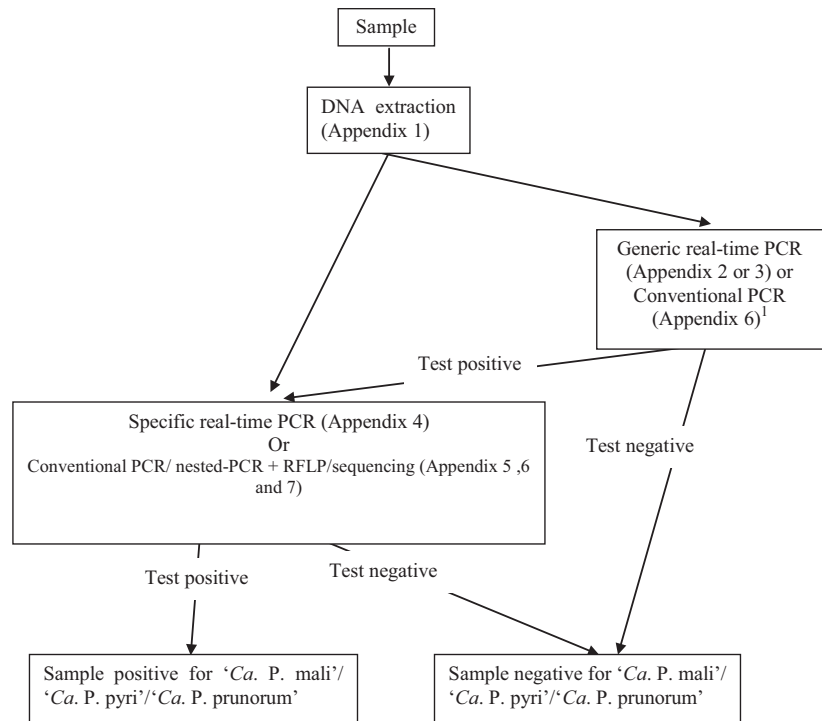 Sample
DNA extraction
(Appendix 1)
Generic real-time PCR
(Appendix 2 or 3) or
Conventional PCR
(Appendix 6)1
Test positive
Specific real-time PCR (Appendix 4)
Or
Conventional PCR/ nested-PCR + RFLP/sequencing (Appendix 5 ,6
and 7)
Test negative
Test positive
Test negative
Sample positive for ‘Ca. P. mali’/
‘Ca. P. pyri’/‘Ca. P. prunorum’
Sample negative for ‘Ca. P. mali’/
‘Ca. P. pyri’/‘Ca. P. prunorum’